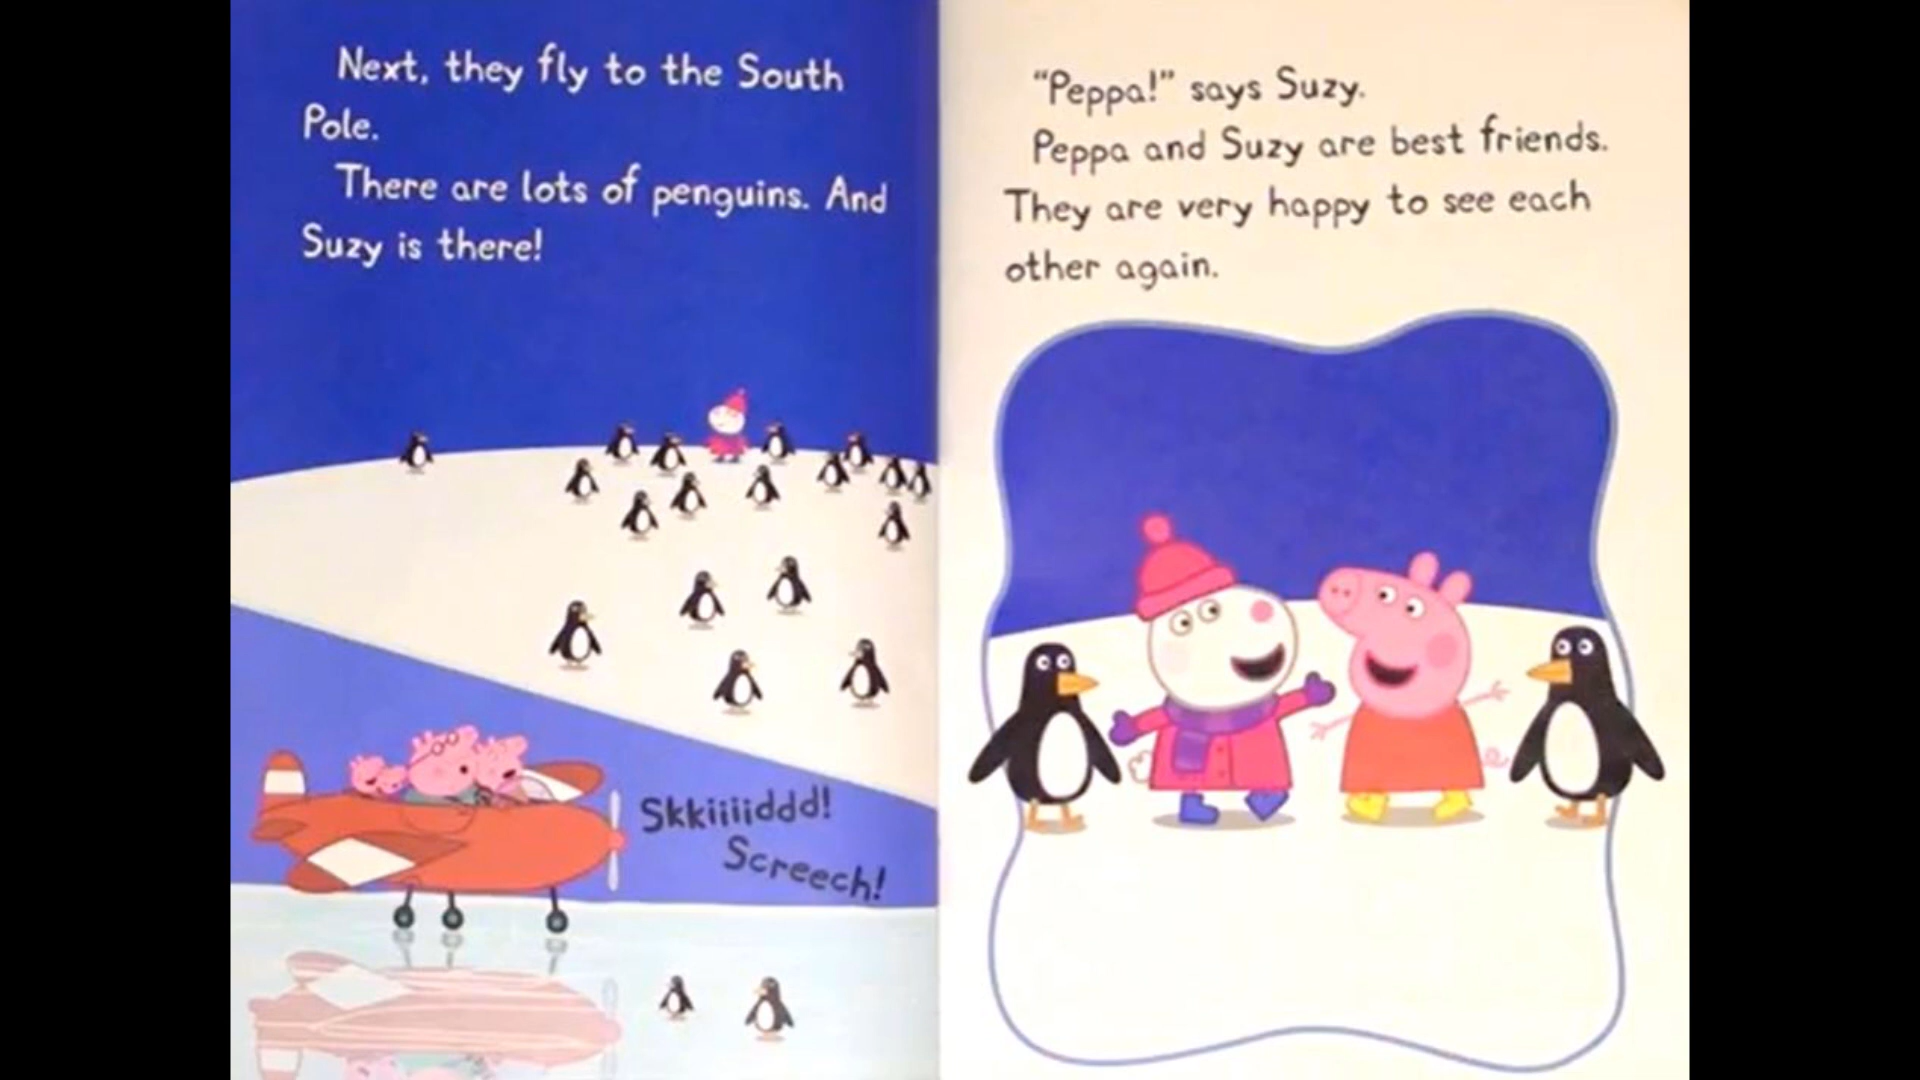 Next, they fly to the South
Pole.
There are lots of penguins. And
Suzy is there!
Skkiiiiddd!
Screech!
“Peppa!” says Suzy.
Peppa and Suzy are best friends.
They are very happy to see each
other again.